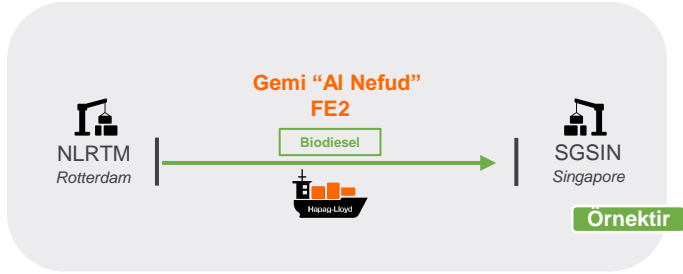 Gemi “Al Nefud”
FE2
Biodiesel
NLRTM
Rotterdam
SGSIN
Singapore
Hapag-Lloyd
Örnektir